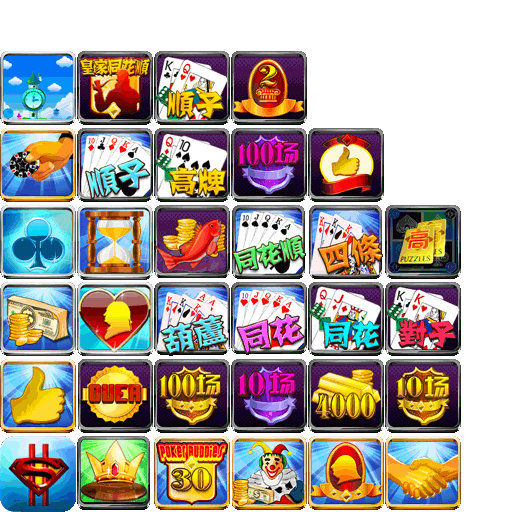 皇家同花順
順子
2
順子
高牌
100场
同花順
四條
高
PUZZLES
葫蘆
同花
同花
對子
100场
10场
4000
10场
POKER BUDDIES
30